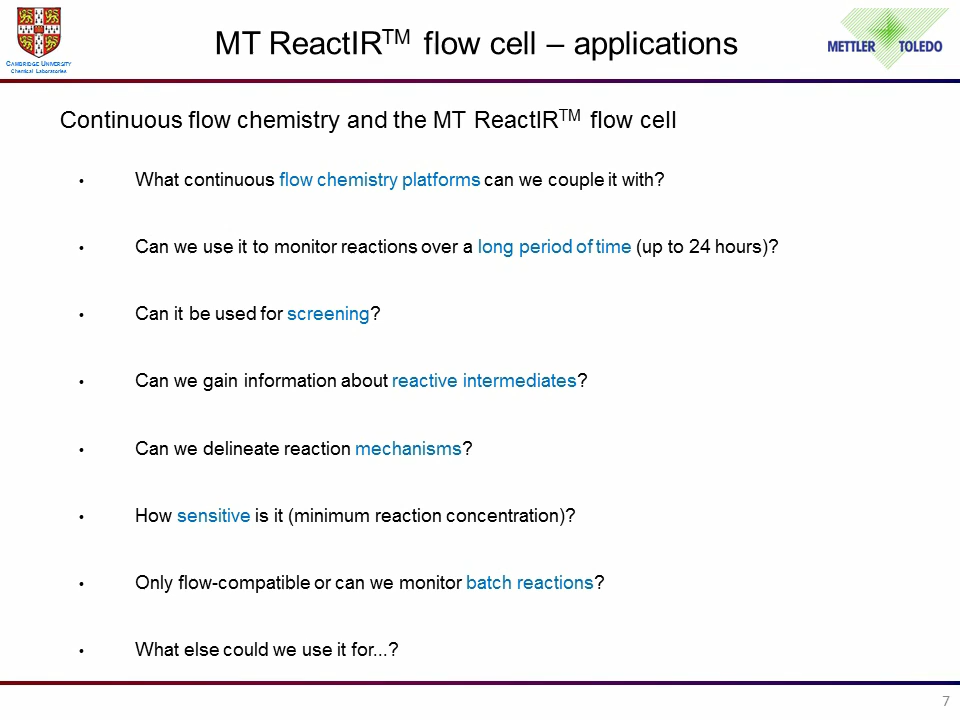 MT ReactIR™ flow cell – applications
CAMBRIDGE UNIVERSITY
Chemical Laboratories
METTLER TOLEDO
Continuous flow chemistry and the MT ReactIR™ flow cell
• What continuous flow chemistry platforms can we couple it with?
• Can we use it to monitor reactions over a long period of time (up to 24 hours)?
• Can it be used for screening?
• Can we gain information about reactive intermediates?
• Can we delineate reaction mechanisms?
• How sensitive is it (minimum reaction concentration)?
• Only flow-compatible or can we monitor batch reactions?
• What else could we use it for...?
7